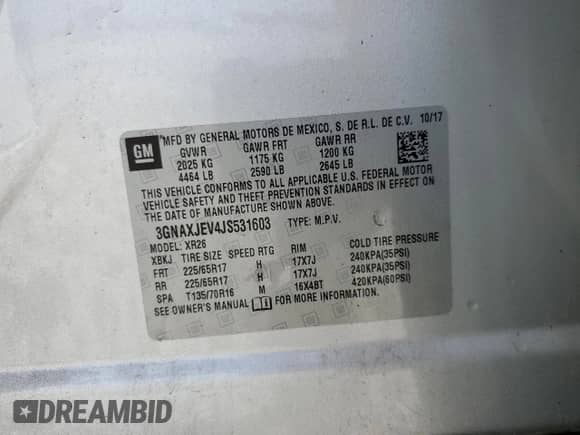 MFD BY GENERAL MOTORS DE MEXICO, S. DE R.L. DE C.V. 10/17
GM
GVWR GAWR FRT GAWR RR
2025 KG 1175 KG 1200 KG
4464 LB 2590 LB 2645 LB
THIS VEHICLE CONFORMS TO ALL APPLICABLE U.S. FEDERAL MOTOR
VEHICLE SAFETY AND THEFT PREVENTION STANDARDS IN EFFECT ON
THE DATE OF MANUFACTURE SHOWN ABOVE.
3GNAXJEV4JS531603 TYPE: M.P.V.
MODEL: XR26
XBKJ TIRE SIZE SPEED RTG RIM COLD TIRE PRESSURE
FRT 225/65R17 H 17X7J 240KPA(35PSI)
RR 225/65R17 H 17X7J 240KPA(35PSI)
SPA T135/70R16 M 16X4BT 420KPA(60PSI)
SEE OWNER'S MANUAL FOR MORE INFORMATION.
DREAMBID